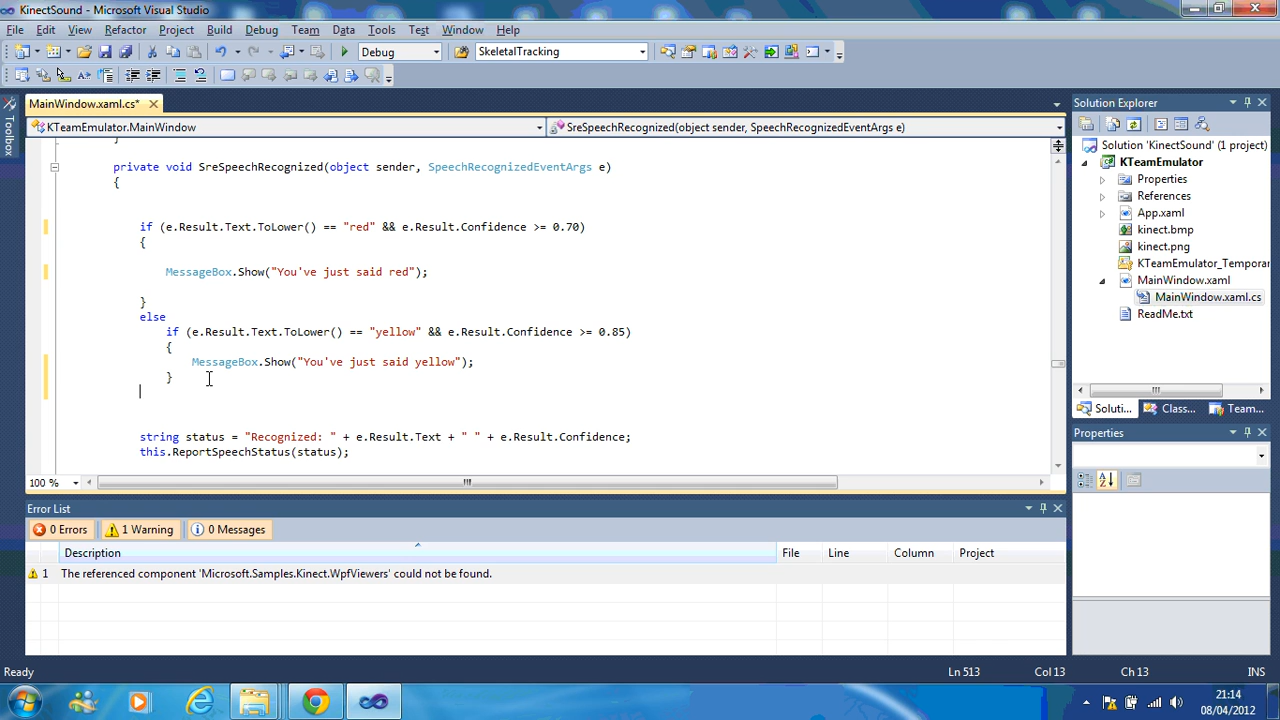 KinectSound - Microsoft Visual Studio
File Edit View Refactor Project Build Debug Team Data Tools Test Window Help
Debug SkeletalTracking
Toolbox
MainWindow.xaml.cs*
KTeamEmulator.MainWindow SreSpeechRecognized(object sender, SpeechRecognizedEventArgs e)
}
private void SreSpeechRecognized(object sender, SpeechRecognizedEventArgs e)
{
if (e.Result.Text.ToLower() == "red" && e.Result.Confidence >= 0.70)
{
MessageBox.Show("You've just said red");
}
else
if (e.Result.Text.ToLower() == "yellow" && e.Result.Confidence >= 0.85)
{
MessageBox.Show("You've just said yellow");
}
string status = "Recognized: " + e.Result.Text + " " + e.Result.Confidence;
this.ReportSpeechStatus(status);
100 %
Solution Explorer
Solution 'KinectSound' (1 project)
KTeamEmulator
Properties
References
App.xaml
kinect.bmp
kinect.png
KTeamEmulator_Temporar
MainWindow.xaml
MainWindow.xaml.cs
ReadMe.txt
Soluti... Class... Team...
Properties
Error List
0 Errors 1 Warning 0 Messages
Description File Line Column Project
1 The referenced component 'Microsoft.Samples.Kinect.WpfViewers' could not be found.
Ready Ln 513 Col 13 Ch 13 INS
21:14
08/04/2012